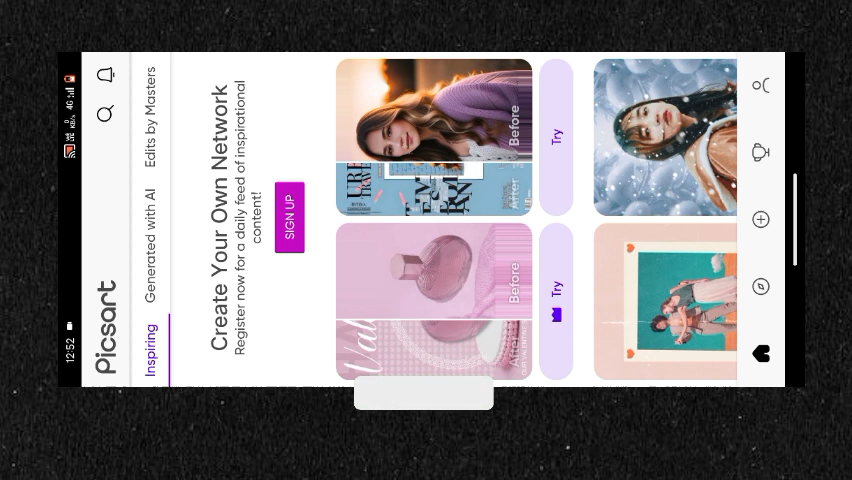 12:52
4G
Picsart
Inspiring
Generated with AI
Edits by Masters
Create Your Own Network
Register now for a daily feed of inspirational
content!
SIGN UP
Before
After
Before
After
Try
Try